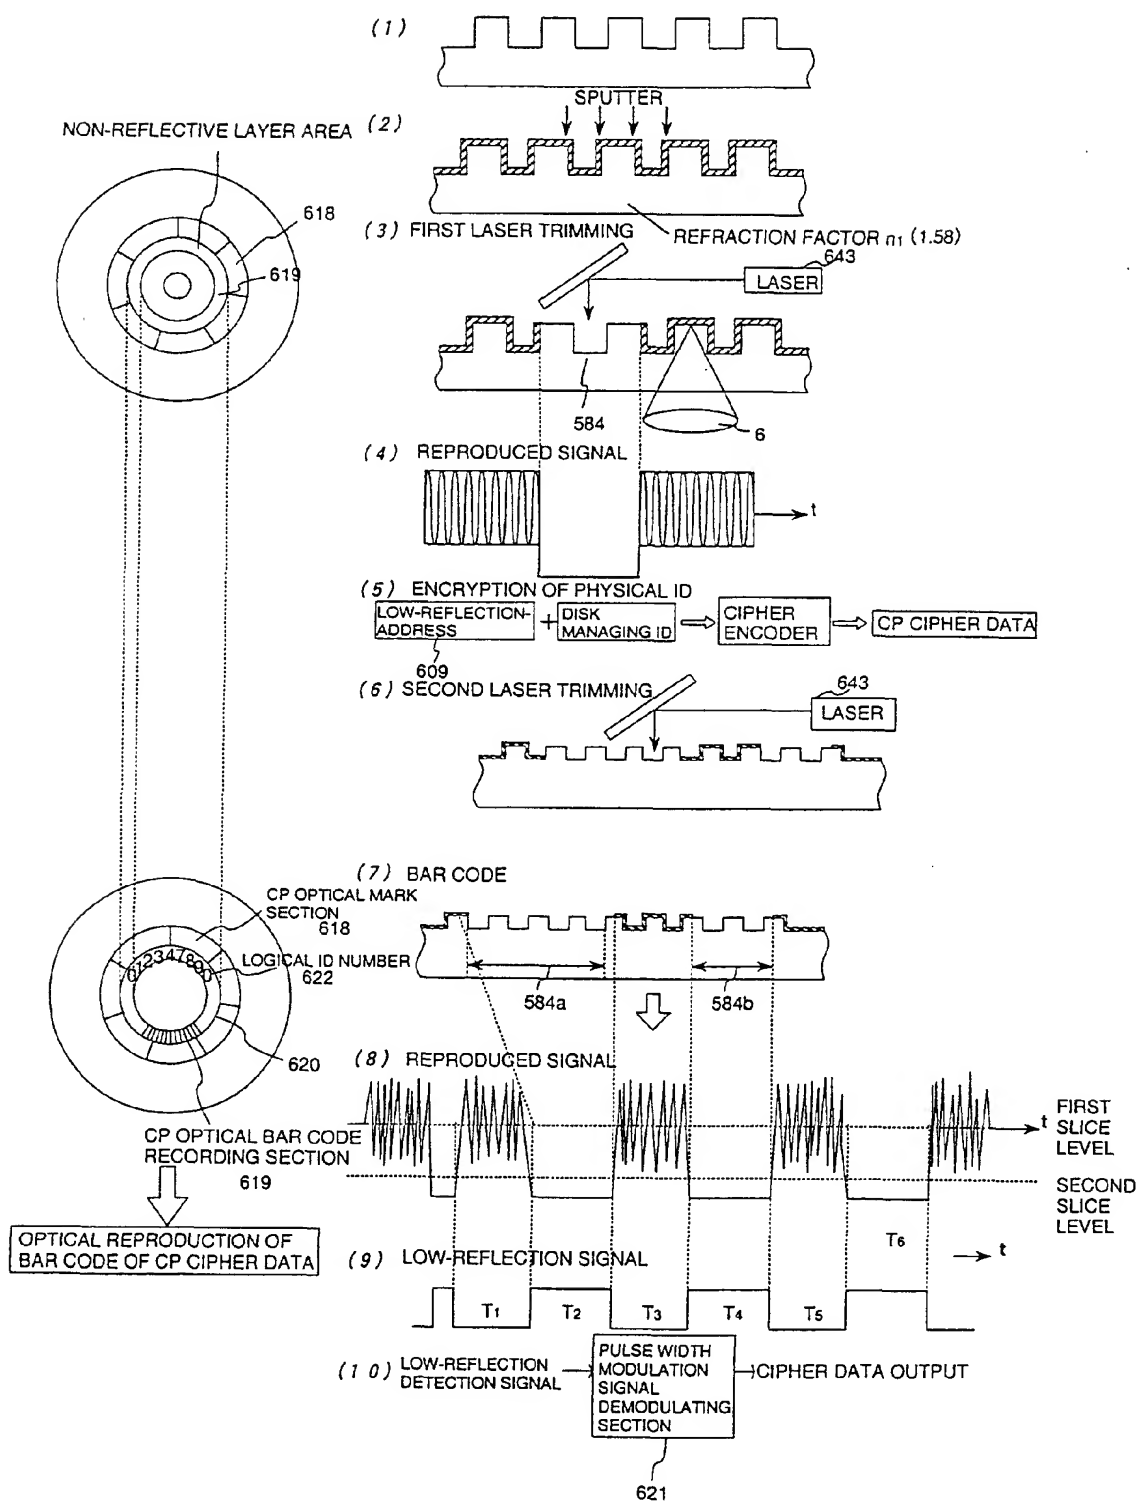 (1)
SPUTTER
NON-REFLECTIVE LAYER AREA
(2)
618
(3) FIRST LASER TRIMMING
REFRACTION FACTOR n1 (1.58)
643
619
LASER
584
6
(4) REPRODUCED SIGNAL
t
(5) ENCRYPTION OF PHYSICAL ID
LOW-REFLECTION-
ADDRESS
+
DISK
MANAGING ID
CIPHER
ENCODER
CP CIPHER DATA
609
(6) SECOND LASER TRIMMING
643
LASER
(7) BAR CODE
CP OPTICAL MARK
SECTION
618
LOGICAL ID NUMBER
622
584a
584b
620
(8) REPRODUCED SIGNAL
t
FIRST
SLICE
LEVEL
CP OPTICAL BAR CODE
RECORDING SECTION
619
SECOND
SLICE
LEVEL
OPTICAL REPRODUCTION OF
BAR CODE OF CP CIPHER DATA
T6
t
(9) LOW-REFLECTION SIGNAL
T1
T2
T3
T4
T5
(10) LOW-REFLECTION
DETECTION SIGNAL
PULSE WIDTH
MODULATION
SIGNAL
DEMODULATING
SECTION
CIPHER DATA OUTPUT
621